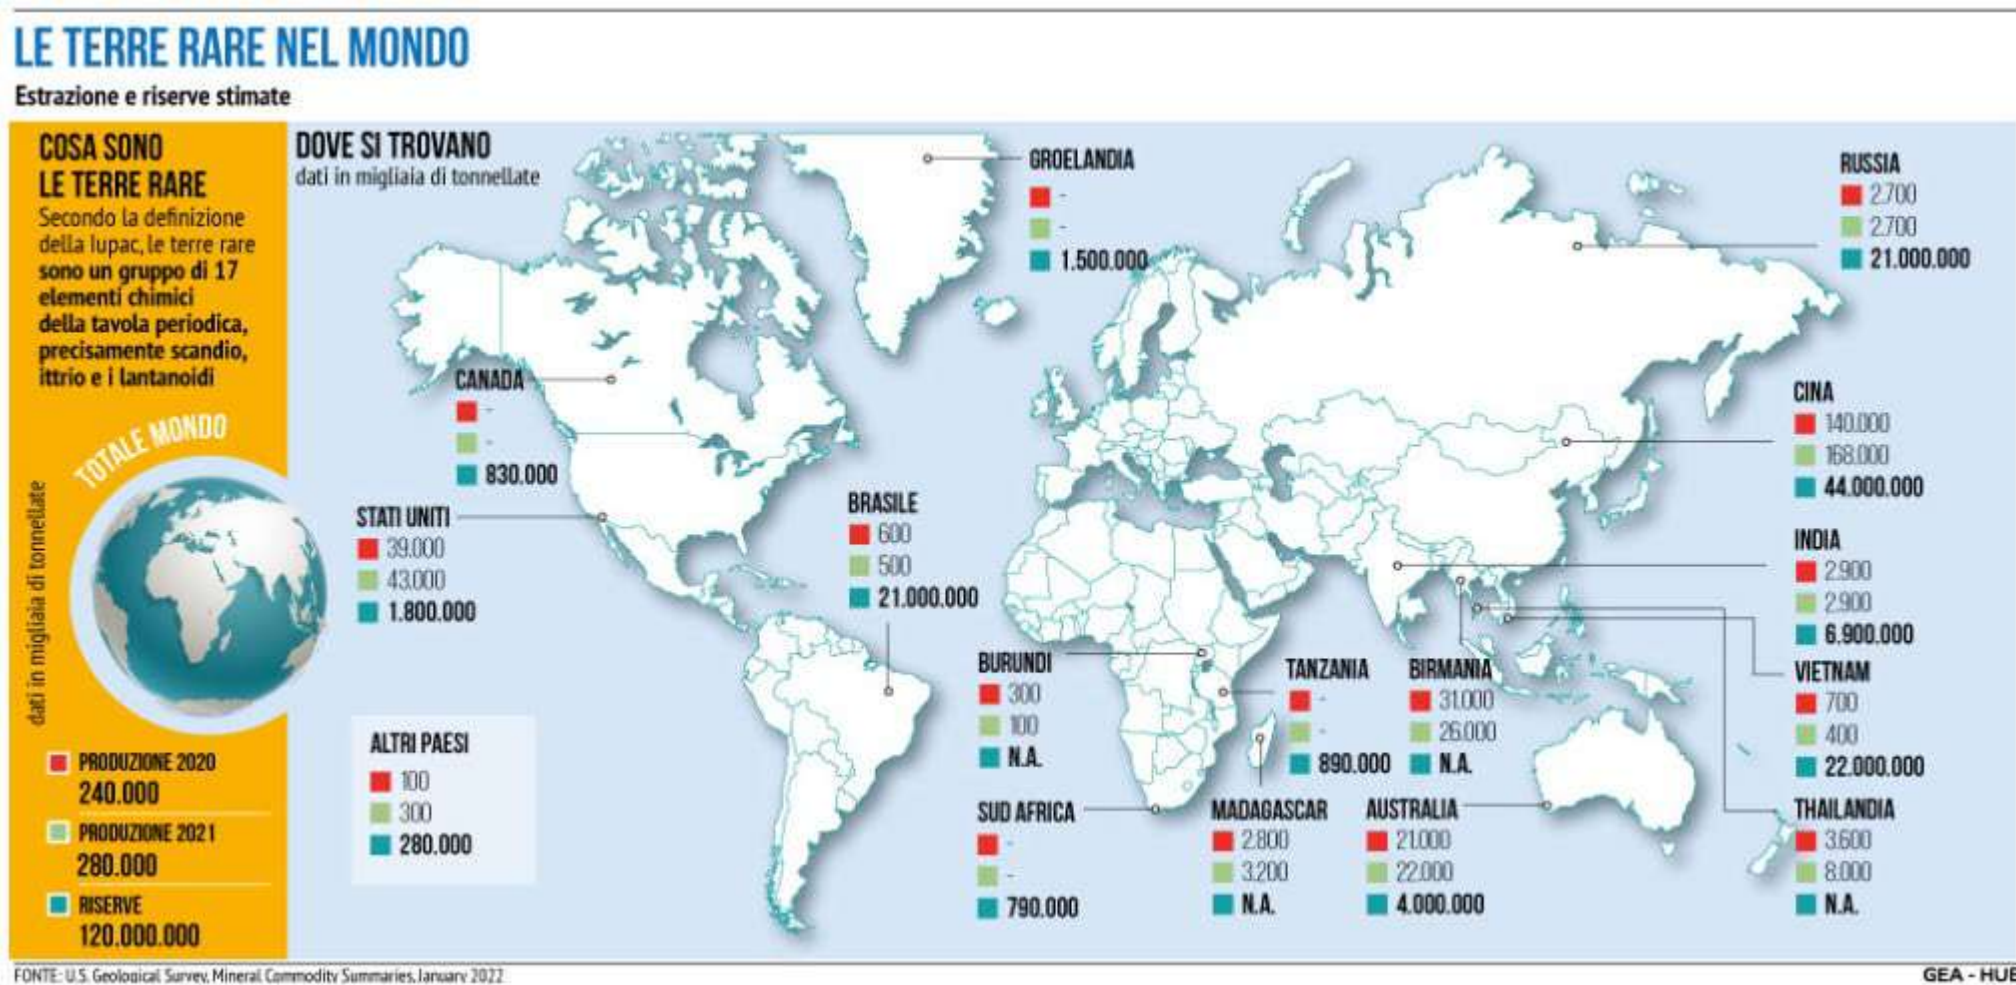 LE TERRE RARE NEL MONDO
Estrazione e riserve stimate
COSA SONO
LE TERRE RARE
Secondo la definizione
della Iupac, le terre rare
sono un gruppo di 17
elementi chimici
della tavola periodica,
precisamente scandio,
ittrio e i lantanoidi
TOTALE MONDO
dati in migliaia di tonnellate
PRODUZIONE 2020
240.000
PRODUZIONE 2021
280.000
RISERVE
120.000.000
DOVE SI TROVANO
dati in migliaia di tonnellate
GROELANDIA
-
-
1.500.000
RUSSIA
2.700
2.700
21.000.000
CANADA
-
-
830.000
CINA
140.000
168.000
44.000.000
STATI UNITI
39.000
43.000
1.800.000
BRASILE
600
500
21.000.000
INDIA
2.900
2.900
6.900.000
BURUNDI
300
100
N.A.
TANZANIA
-
-
890.000
BIRMANIA
31.000
26.000
N.A.
VIETNAM
700
400
22.000.000
ALTRI PAESI
100
300
280.000
SUD AFRICA
-
-
790.000
MADAGASCAR
2.800
3.200
N.A.
AUSTRALIA
21.000
22.000
4.000.000
THAILANDIA
3.600
8.000
N.A.
FONTE: U.S. Geological Survey, Mineral Commodity Summaries, January 2022
GEA - HUB